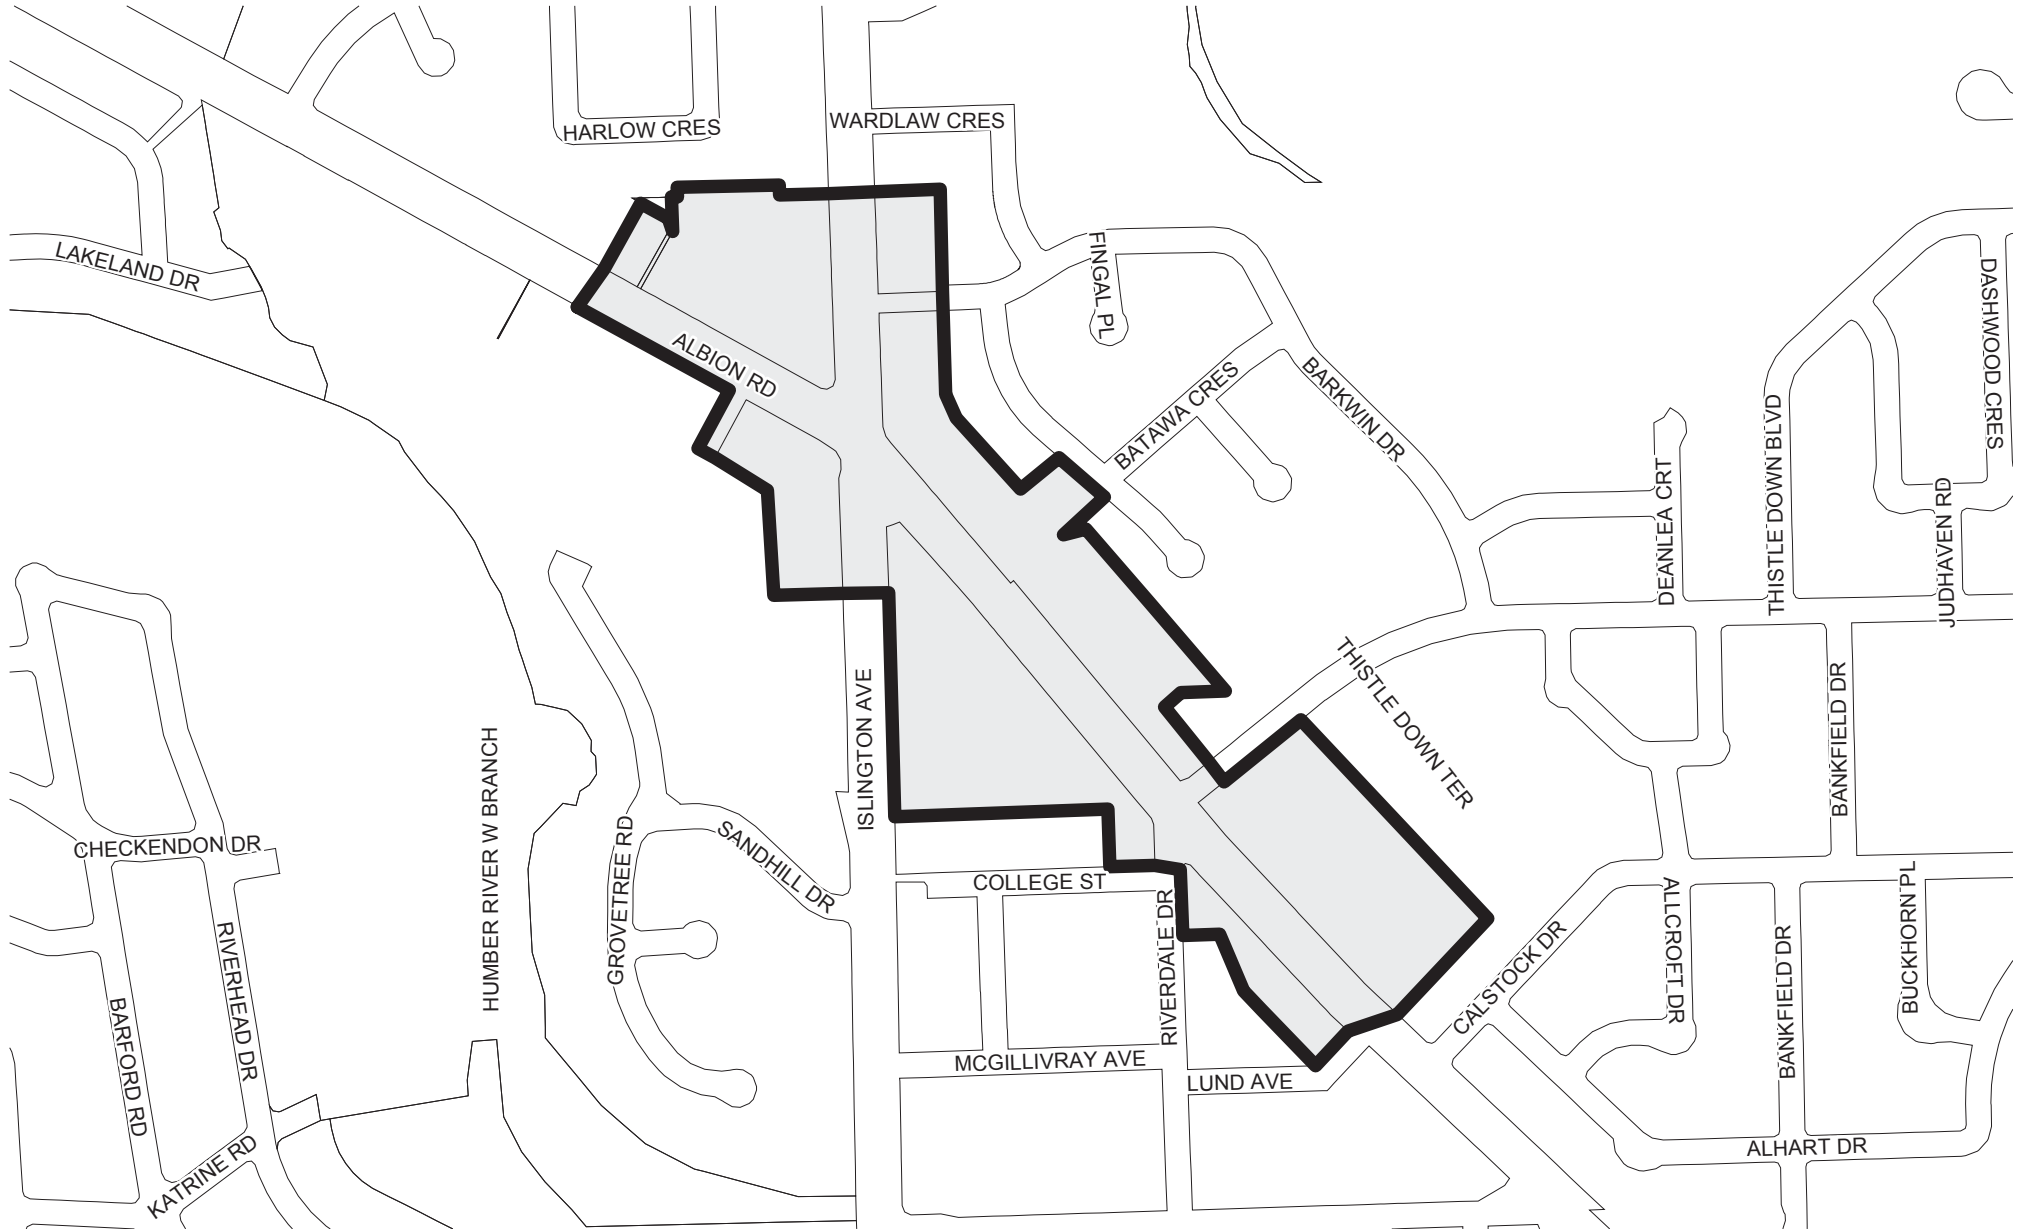 HARLOW CRES
WARDLAW CRES
LAKELAND DR
FINGAL PL
DASHWOOD CRES
ALBION RD
BATAWA CRES
BARKWIN DR
THISTLE DOWN BLVD
DEANLEA CRT
JUDHAVEN RD
THISTLE DOWN TER
ISLINGTON AVE
BANKFIELD DR
HUMBER RIVER W BRANCH
CHECKENDON DR
GROVETREE RD
SANDHILL DR
COLLEGE ST
RIVERDALE DR
CALSTOCK DR
ALLCROFT DR
BANKFIELD DR
BUCKHORN PL
RIVERHEAD DR
BARFORD RD
MCGILLIVRAY AVE
LUND AVE
ALHART DR
KATRINE RD